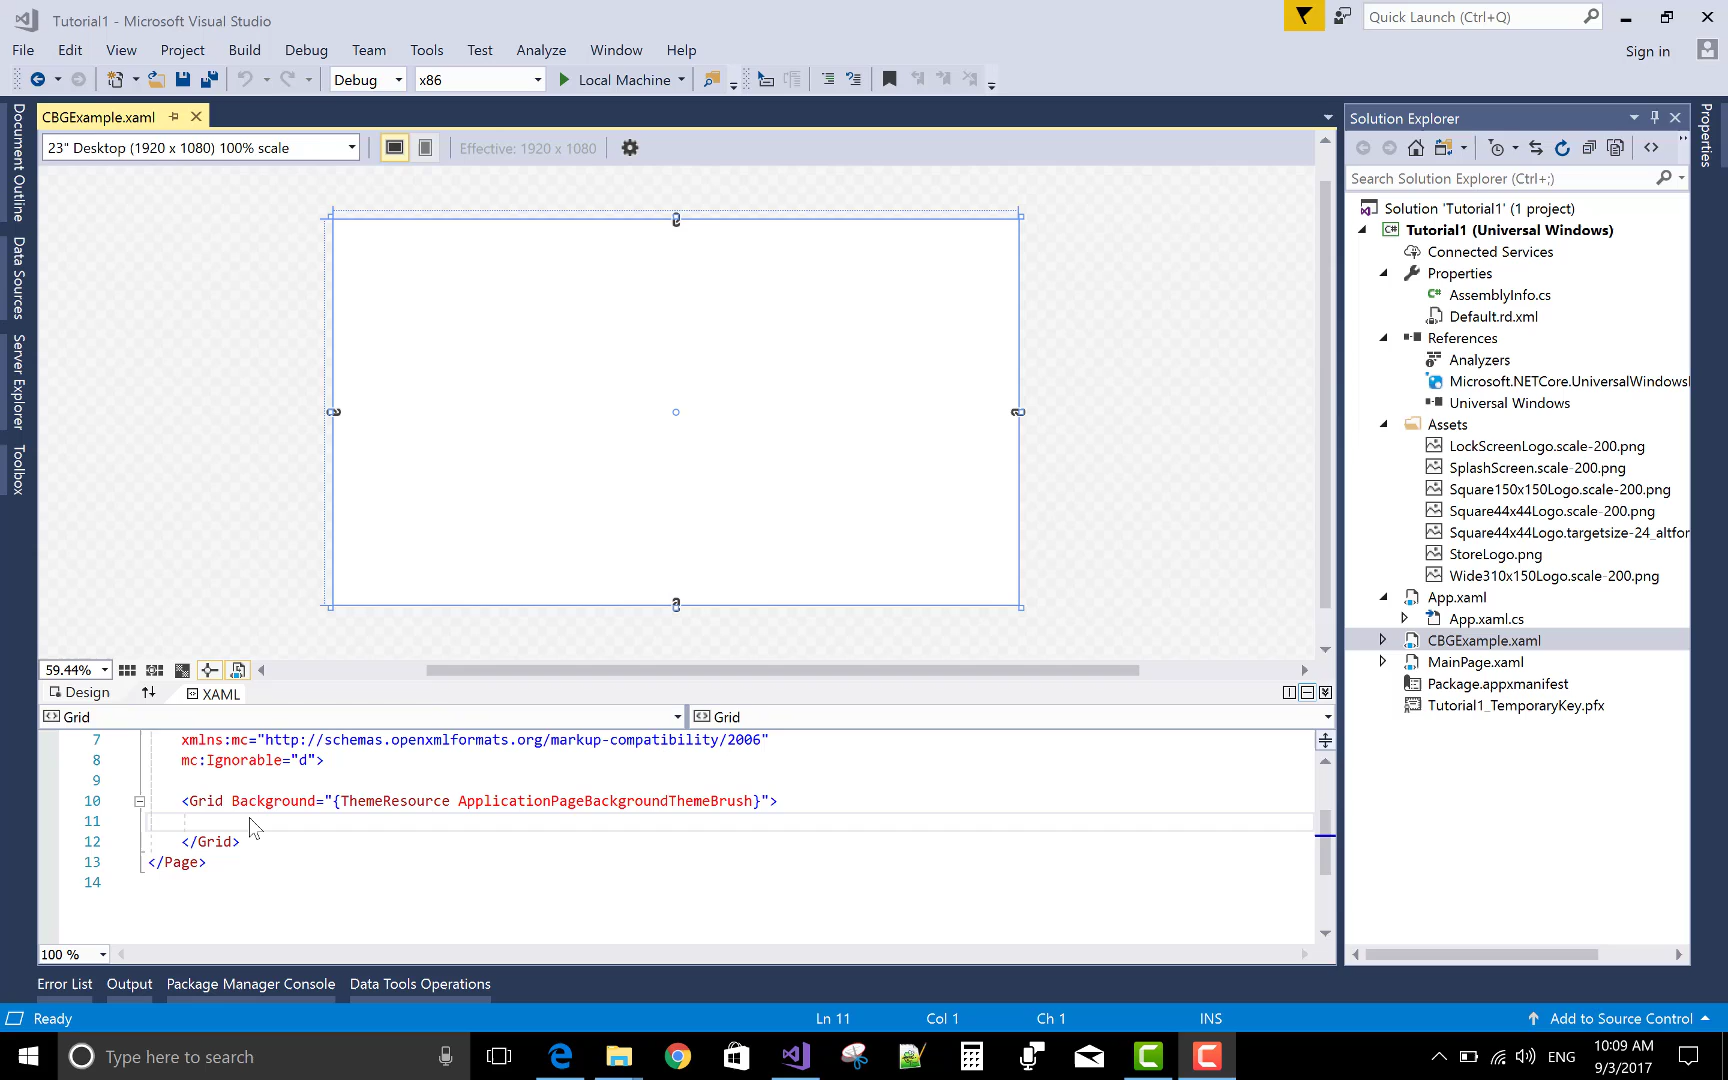 Tutorial1 - Microsoft Visual Studio
Quick Launch (Ctrl+Q)
File Edit View Project Build Debug Team Tools Test Analyze Window Help
Sign in
Debug x86 Local Machine
Document Outline
Data Sources
Server Explorer
Toolbox
CBGExample.xaml
23" Desktop (1920 x 1080) 100% scale
Effective: 1920 x 1080
59.44%
Design
XAML
Grid
Grid
7 xmlns:mc="http://schemas.openxmlformats.org/markup-compatibility/2006"
8 mc:Ignorable="d">
9
10 <Grid Background="{ThemeResource ApplicationPageBackgroundThemeBrush}">
11
12 </Grid>
13 </Page>
14
100 %
Solution Explorer
Properties
Search Solution Explorer (Ctrl+;)
Solution 'Tutorial1' (1 project)
C# Tutorial1 (Universal Windows)
Connected Services
Properties
C# AssemblyInfo.cs
Default.rd.xml
References
Analyzers
Microsoft.NETCore.UniversalWindows
Universal Windows
Assets
LockScreenLogo.scale-200.png
SplashScreen.scale-200.png
Square150x150Logo.scale-200.png
Square44x44Logo.scale-200.png
Square44x44Logo.targetsize-24_altfor
StoreLogo.png
Wide310x150Logo.scale-200.png
App.xaml
App.xaml.cs
CBGExample.xaml
MainPage.xaml
Package.appxmanifest
Tutorial1_TemporaryKey.pfx
Error List Output Package Manager Console Data Tools Operations
Ready Ln 11 Col 1 Ch 1 INS Add to Source Control
Type here to search
ENG
10:09 AM
9/3/2017